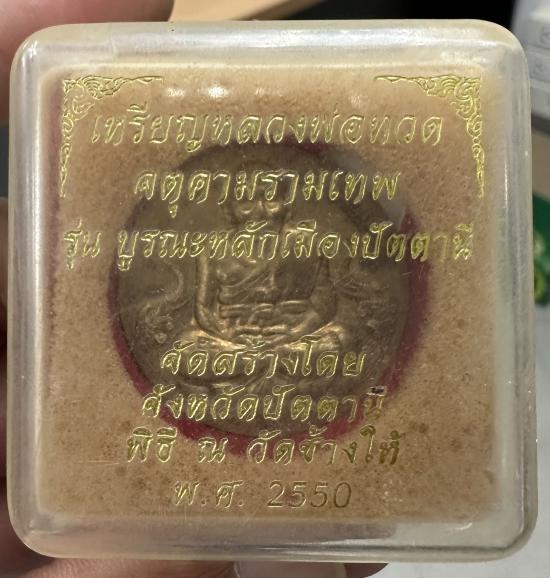 เหรียญหลวงพ่อทวด
จตุคามรามเทพ
รุ่น บูรณะหลักเมืองปัตตานี
จัดสร้างโดย
จังหวัดปัตตานี
พิธี ณ วัดช้างให้
พ.ศ. 2550